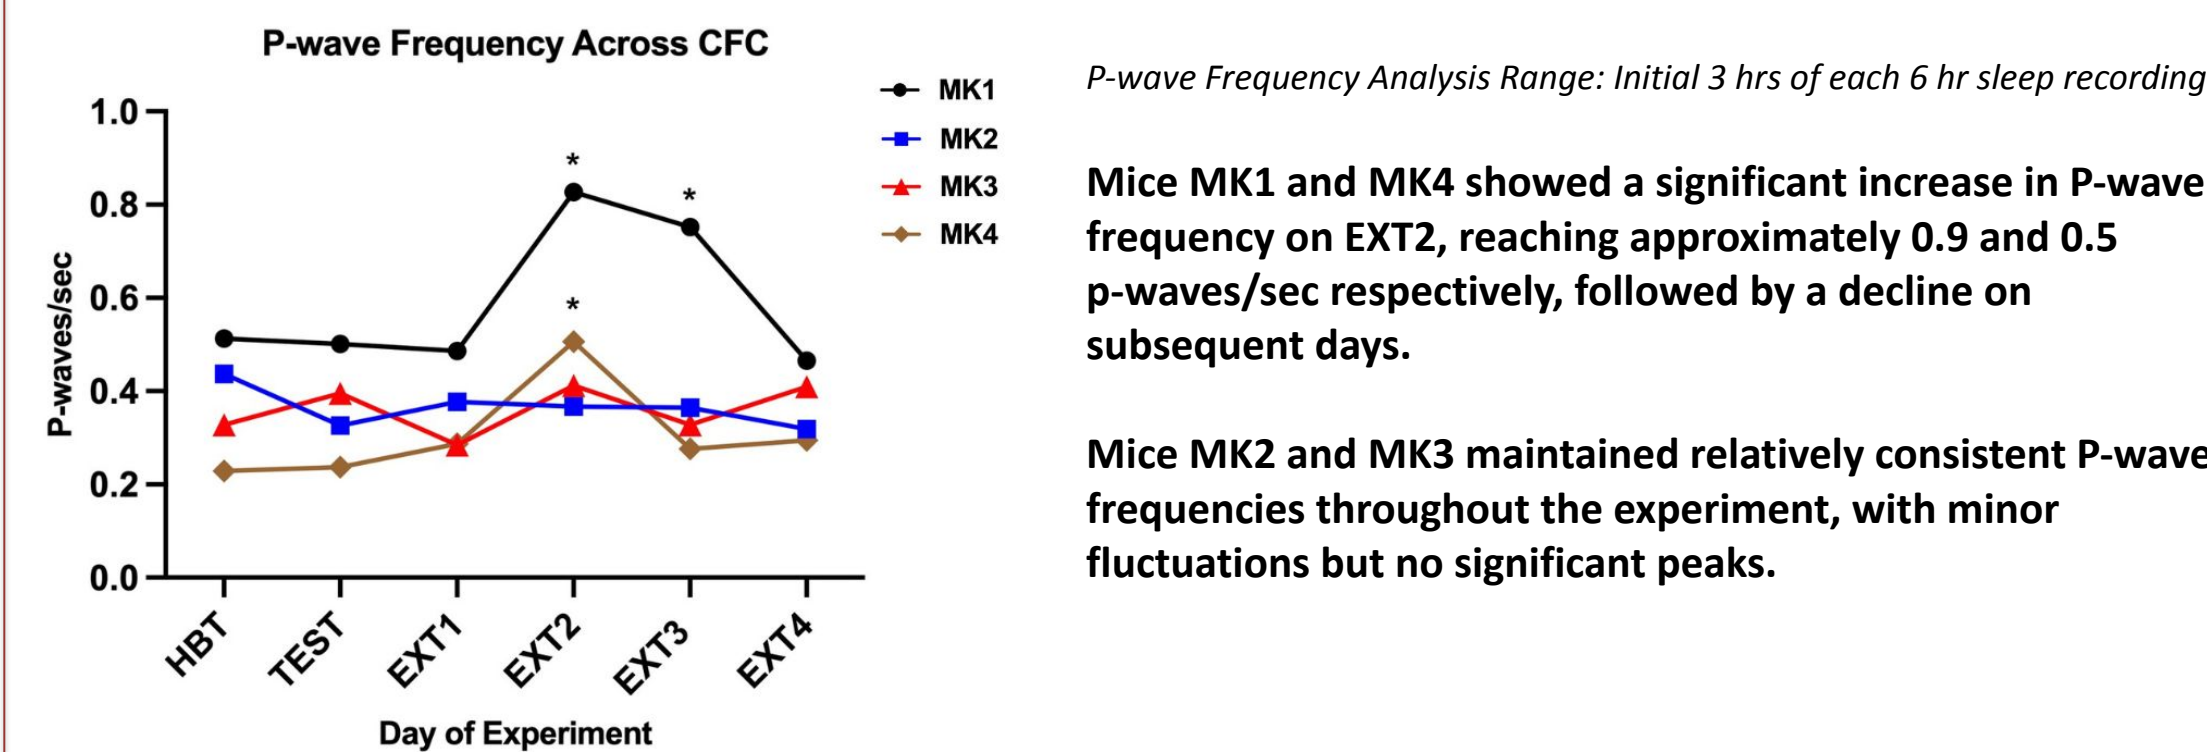 P-wave Frequency Across CFC
MK1
MK2
MK3
MK4
1.0
0.8
0.6
0.4
0.2
0.0
P-waves/sec
*
*
*
HBT
TEST
EXT1
EXT2
EXT3
EXT4
Day of Experiment
P-wave Frequency Analysis Range: Initial 3 hrs of each 6 hr sleep recording
Mice MK1 and MK4 showed a significant increase in P-wave
frequency on EXT2, reaching approximately 0.9 and 0.5
p-waves/sec respectively, followed by a decline on
subsequent days.
Mice MK2 and MK3 maintained relatively consistent P-wave
frequencies throughout the experiment, with minor
fluctuations but no significant peaks.